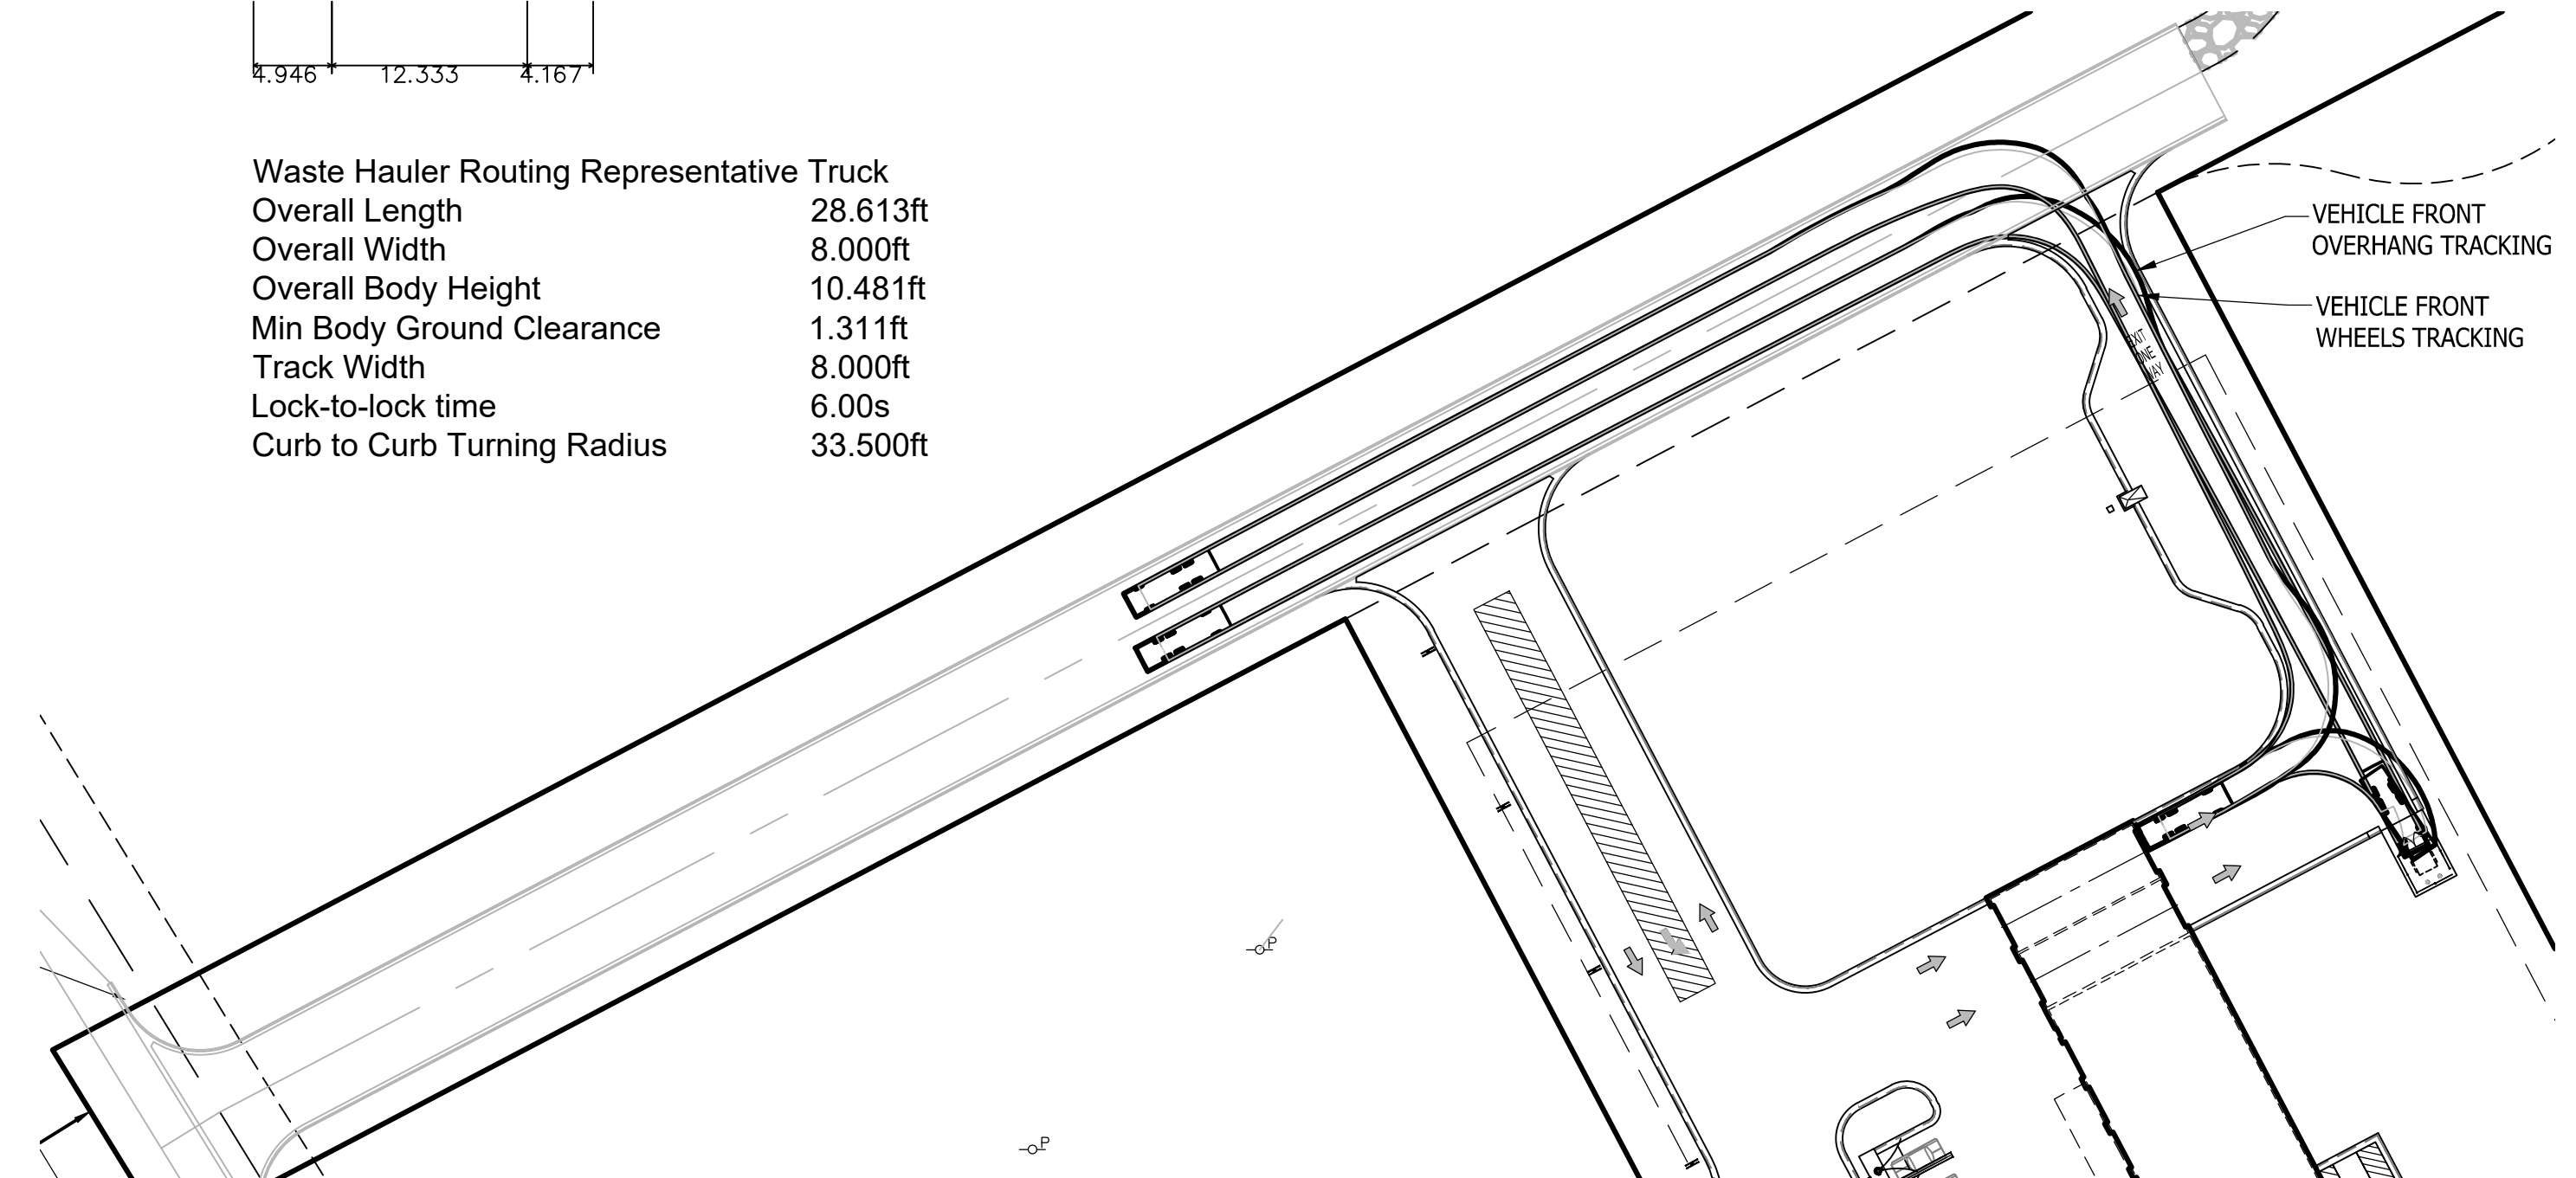 4.946 12.333 4.167
Waste Hauler Routing Representative Truck
Overall Length 28.613ft
Overall Width 8.000ft
Overall Body Height 10.481ft
Min Body Ground Clearance 1.311ft
Track Width 8.000ft
Lock-to-lock time 6.00s
Curb to Curb Turning Radius 33.500ft
VEHICLE FRONT
OVERHANG TRACKING
VEHICLE FRONT
WHEELS TRACKING
EXIT
ONE
WAY
P
P